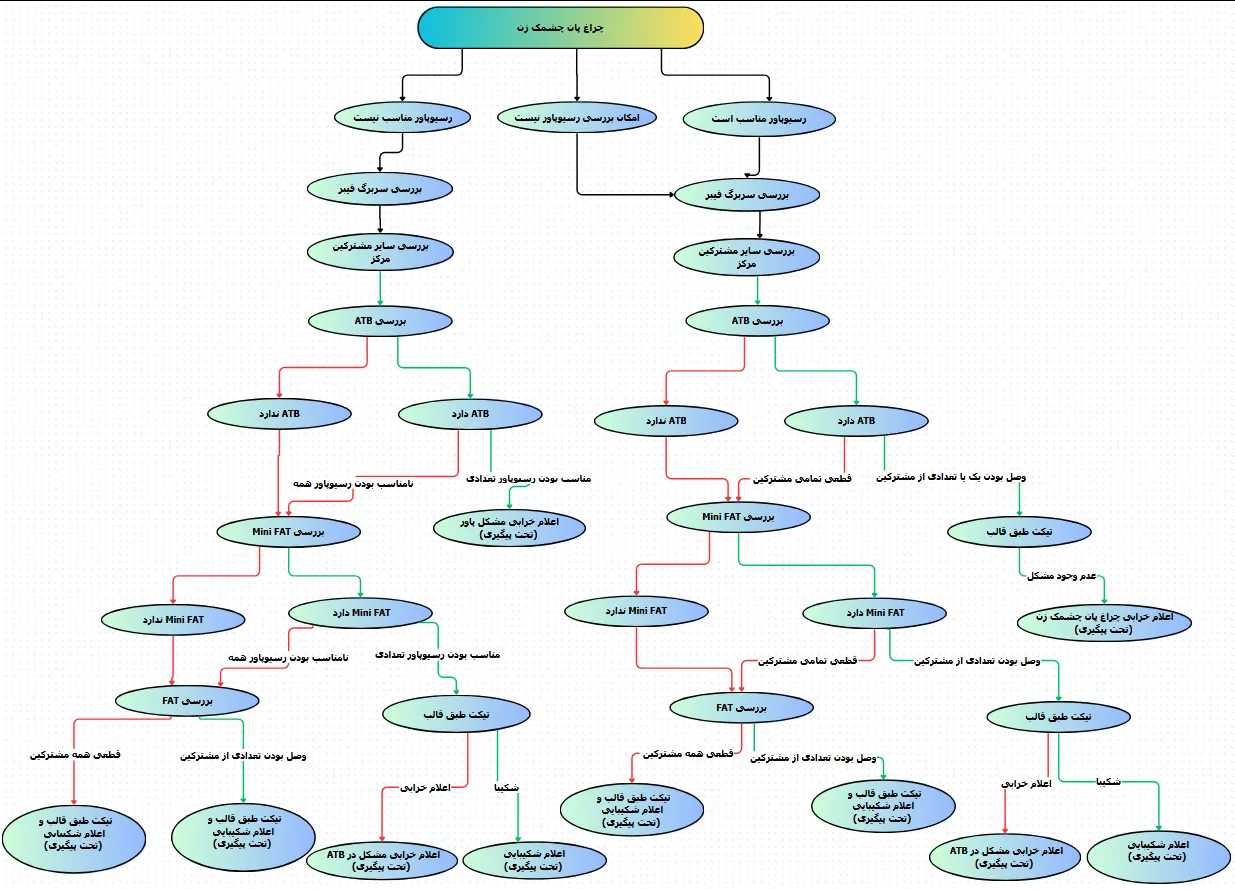 چراغ پان چشمک زن
رسیوپاور مناسب است
امکان بررسی رسیوپاور نیست
رسیوپاور مناسب نیست
بررسی سربرگ فیبر
بررسی سربرگ فیبر
بررسی سایر مشترکین
مرکز
بررسی سایر مشترکین
مرکز
بررسی ATB
بررسی ATB
ATB دارد
ATB ندارد
ATB دارد
ATB ندارد
وصل بودن یک یا تعدادی از مشترکین
قطعی تمامی مشترکین
مناسب بودن رسیوپاور تعدادی
نامناسب بودن رسیوپاور همه
تیکت طبق قالب
بررسی Mini FAT
اعلام خرابی مشکل پاور
(تحت پیگیری)
بررسی Mini FAT
عدم وجود مشکل
اعلام خرابی چراغ پان چشمک زن
(تحت پیگیری)
Mini FAT دارد
Mini FAT ندارد
Mini FAT دارد
Mini FAT ندارد
وصل بودن تعدادی از مشترکین
قطعی تمامی مشترکین
مناسب بودن رسیوپاور تعدادی
نامناسب بودن رسیوپاور همه
تیکت طبق قالب
بررسی FAT
تیکت طبق قالب
بررسی FAT
وصل بودن تعدادی از مشترکین
قطعی همه مشترکین
وصل بودن تعدادی از مشترکین
قطعی همه مشترکین
شکیبا
اعلام خرابی
شکیبا
اعلام خرابی
تیکت طبق قالب و
اعلام شکیبایی
(تحت پیگیری)
تیکت طبق قالب و
اعلام شکیبایی
(تحت پیگیری)
تیکت طبق قالب و
اعلام شکیبایی
(تحت پیگیری)
تیکت طبق قالب و
اعلام شکیبایی
(تحت پیگیری)
اعلام شکیبایی
(تحت پیگیری)
اعلام خرابی مشکل در ATB
(تحت پیگیری)
اعلام شکیبایی
(تحت پیگیری)
اعلام خرابی مشکل در ATB
(تحت پیگیری)